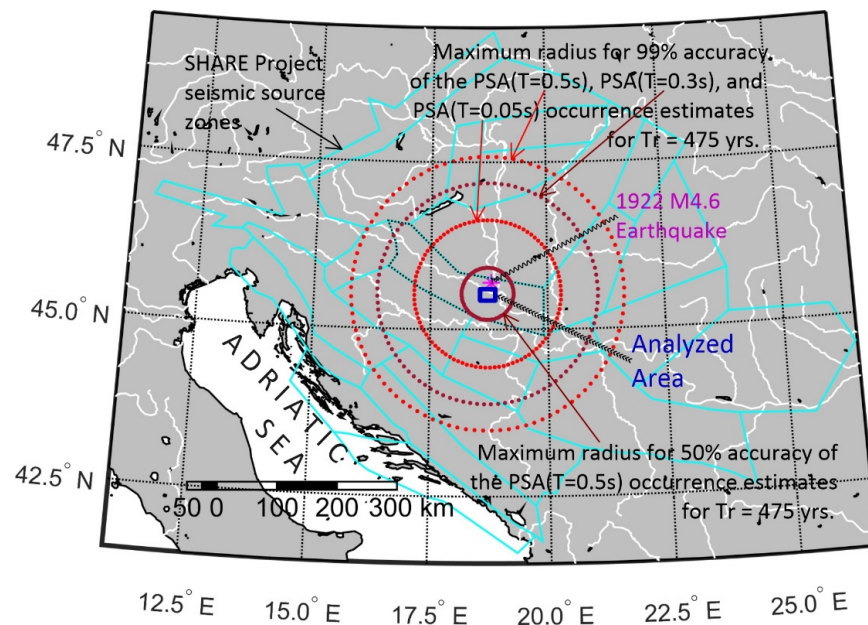 SHARE Project
seismic source
zones
Maximum radius for 99% accuracy
of the PSA(T=0.5s), PSA(T=0.3s), and
PSA(T=0.05s) occurrence estimates
for Tr = 475 yrs.
47.5° N
1922 M4.6
Earthquake
45.0° N
Analyzed
Area
ADRIATIC
SEA
Maximum radius for 50% accuracy of
the PSA(T=0.5s) occurrence estimates
for Tr = 475 yrs.
42.5° N
50 0 100 200 300 km
12.5° E 15.0° E 17.5° E 20.0° E 22.5° E 25.0° E